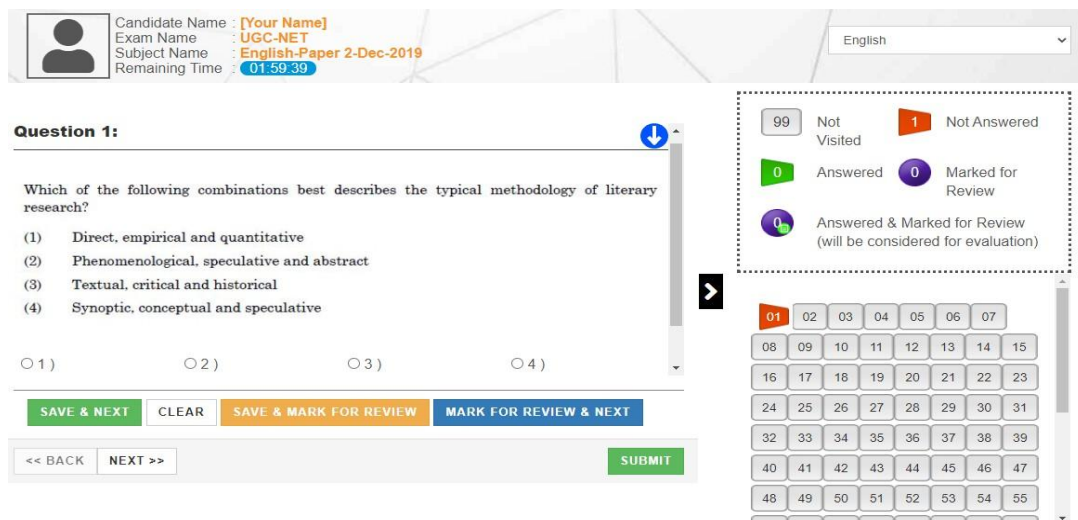 Candidate Name : [Your Name]
Exam Name : UGC-NET
Subject Name : English-Paper 2-Dec-2019
Remaining Time : 01:59:39
English
Question 1:
Which of the following combinations best describes the typical methodology of literary
research?
(1) Direct, empirical and quantitative
(2) Phenomenological, speculative and abstract
(3) Textual, critical and historical
(4) Synoptic, conceptual and speculative
1 ) 2 ) 3 ) 4 )
SAVE & NEXT CLEAR SAVE & MARK FOR REVIEW MARK FOR REVIEW & NEXT
<< BACK NEXT >> SUBMIT
99 Not Visited 1 Not Answered
0 Answered 0 Marked for Review
0 Answered & Marked for Review
(will be considered for evaluation)
01 02 03 04 05 06 07
08 09 10 11 12 13 14 15
16 17 18 19 20 21 22 23
24 25 26 27 28 29 30 31
32 33 34 35 36 37 38 39
40 41 42 43 44 45 46 47
48 49 50 51 52 53 54 55